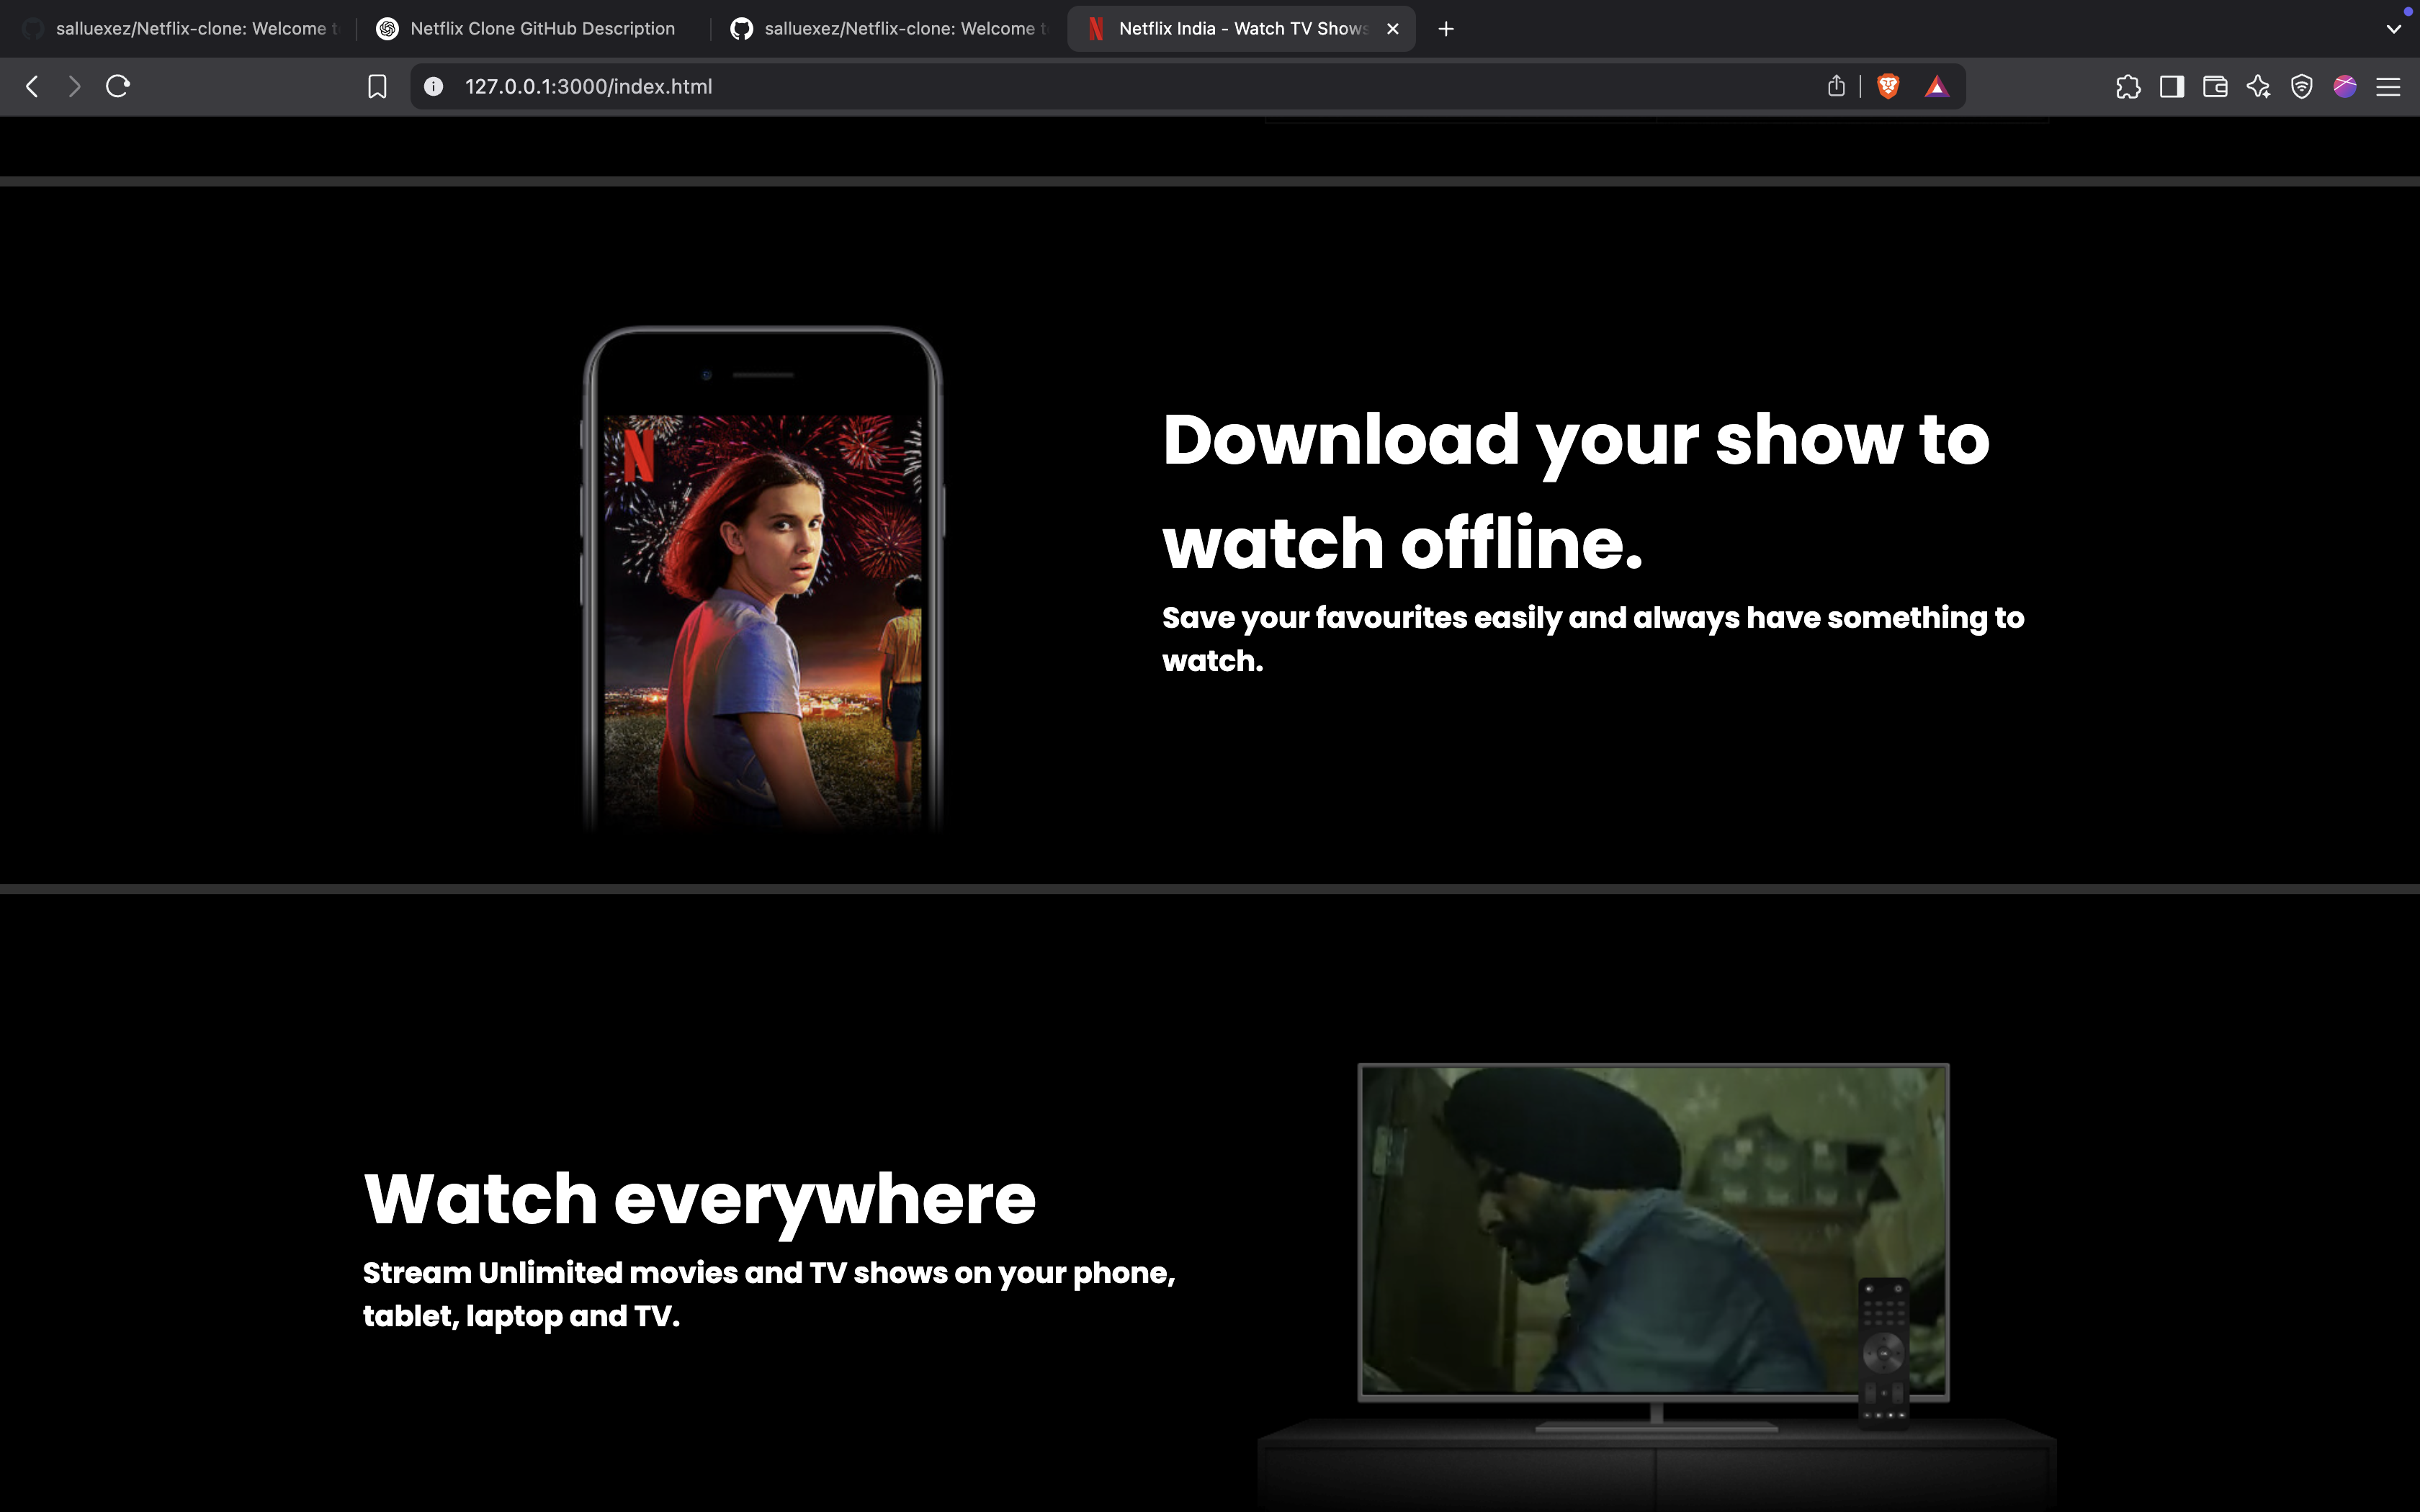 salluexez/Netflix-clone: Welcome t
Netflix Clone GitHub Description
salluexez/Netflix-clone: Welcome t
Netflix India - Watch TV Shows
127.0.0.1:3000/index.html
N
Download your show to
watch offline.
Save your favourites easily and always have something to
watch.
Watch everywhere
Stream Unlimited movies and TV shows on your phone,
tablet, laptop and TV.